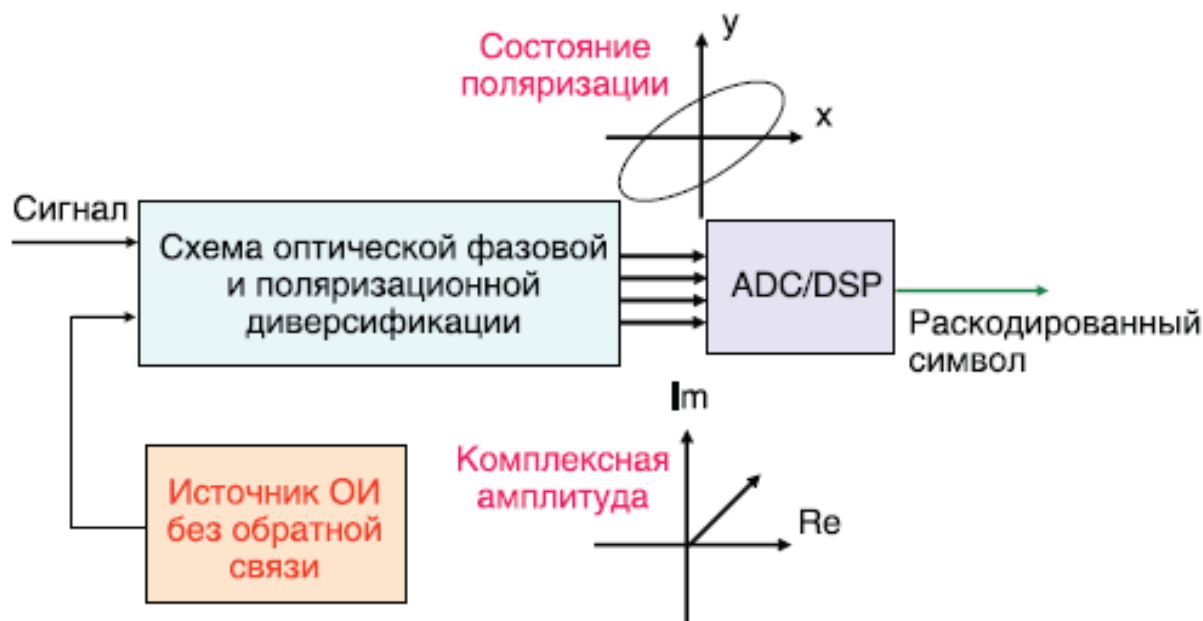 Состояние
поляризации
y
x
Сигнал
Схема оптической фазовой
и поляризационной
диверсификации
ADC/DSP
Раскодированный
символ
Источник ОИ
без обратной
связи
Комплексная
амплитуда
Im
Re